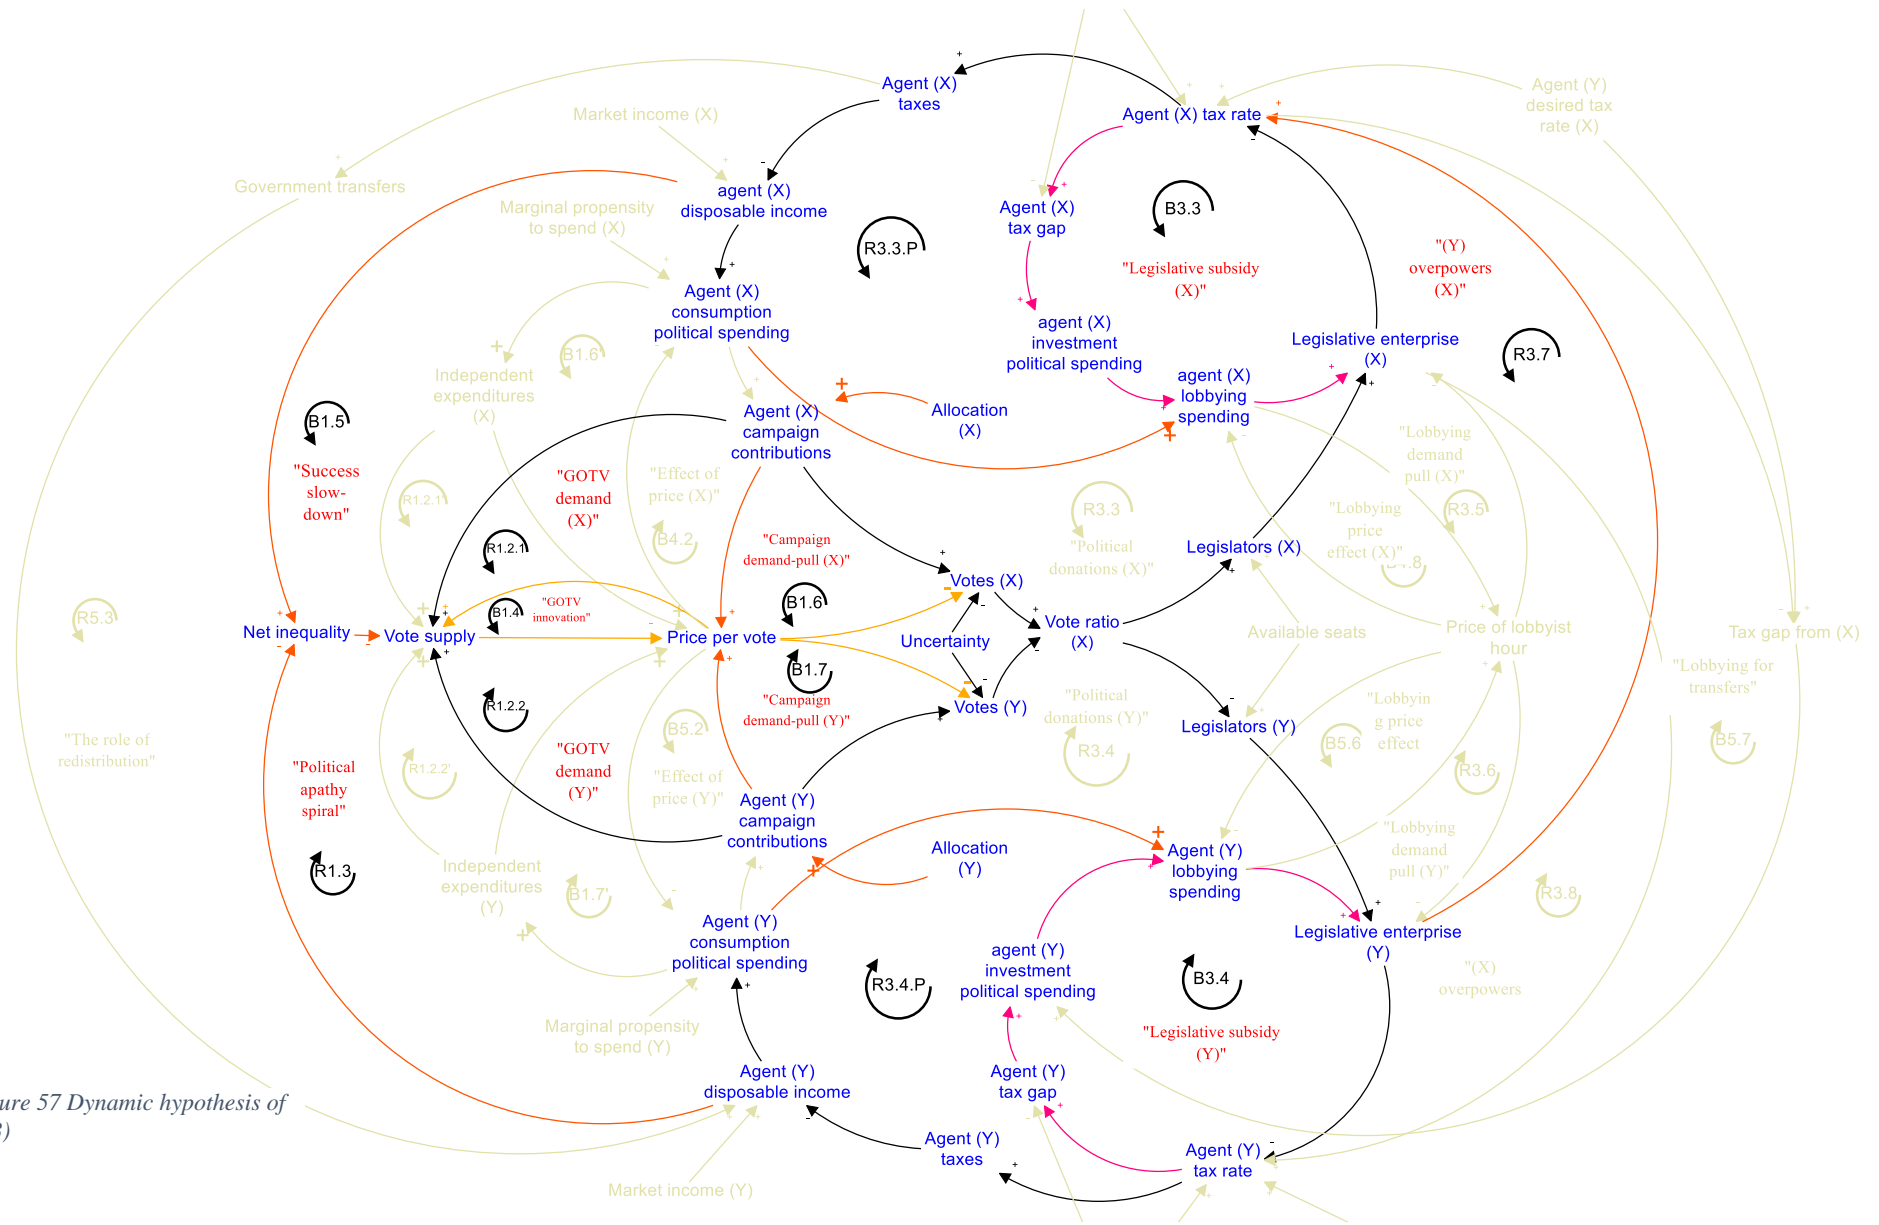 Agent (X)
taxes
Market income (X)
Agent (X) tax rate
Agent (Y)
desired tax
rate (X)
Government transfers
agent (X)
disposable income
Marginal propensity
to spend (X)
Agent (X)
tax gap
B3.3
R3.3.P
"Legislative subsidy
(X)"
"(Y)
overpowers
(X)"
Agent (X)
consumption
political spending
agent (X)
investment
political spending
Legislative enterprise
(X)
R3.7
B1.6'
Independent
expenditures
(X)
agent (X)
lobbying
spending
Allocation
(X)
Agent (X)
campaign
contributions
B1.5
"Success
slow-
down"
"GOTV
demand
(X)"
"Effect of
price (X)"
"Lobbying
demand
pull (X)"
R1.2.1'
R3.3
R3.5
"Lobbying
price
effect (X)"
B4.8
R1.2.1
B4.2
"Campaign
demand-pull (X)"
"Political
donations (X)"
Legislators (X)
Votes (X)
R5.3
B1.4
"GOTV
innovation"
B1.6
Net inequality
Vote supply
Price per vote
Uncertainty
Vote ratio
(X)
Available seats
Price of lobbyist
hour
Tax gap from (X)
B1.7
"Lobbying for
transfers"
R1.2.2
"Campaign
demand-pull (Y)"
Votes (Y)
"Political
donations (Y)"
Legislators (Y)
"Lobbyin
g price
effect
"The role of
redistribution"
B5.2
R3.4
B5.6
B5.7
"Political
apathy
spiral"
R1.2.2'
"GOTV
demand
(Y)"
"Effect of
price (Y)"
R3.6
Agent (Y)
campaign
contributions
"Lobbying
demand
pull (Y)"
R1.3
Independent
expenditures
(Y)
B1.7'
Allocation
(Y)
Agent (Y)
lobbying
spending
R3.8
Agent (Y)
consumption
political spending
Legislative enterprise
(Y)
agent (Y)
investment
political spending
R3.4.P
B3.4
"(X)
overpowers
Marginal propensity
to spend (Y)
"Legislative subsidy
(Y)"
Agent (Y)
disposable income
Agent (Y)
tax gap
ure 57 Dynamic hypothesis of
Agent (Y)
taxes
Agent (Y)
tax rate
Market income (Y)